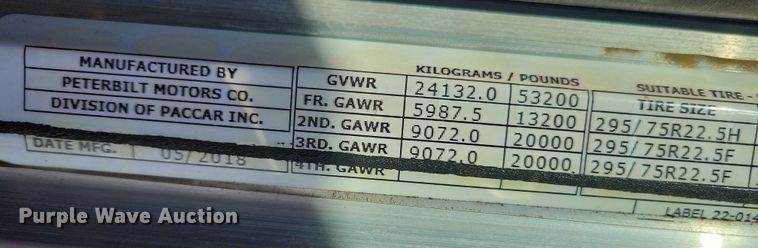 MANUFACTURED BY
PETERBILT MOTORS CO.
DIVISION OF PACCAR INC.
DATE MFG. 05/2018
KILOGRAMS / POUNDS
GVWR 24132.0 53200
FR. GAWR 5987.5 13200
2ND. GAWR 9072.0 20000
3RD. GAWR 9072.0 20000
4TH. GAWR
SUITABLE TIRE -
TIRE SIZE
295/75R22.5H
295/75R22.5F
295/75R22.5F
LABEL 22-014
Purple Wave Auction